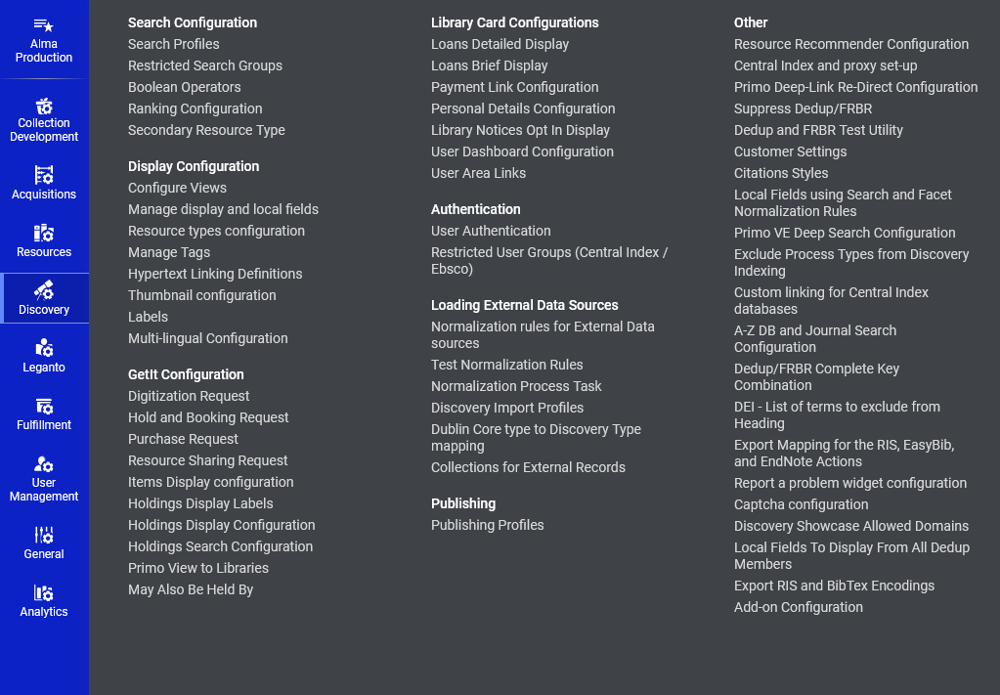 Alma
Production
Collection
Development
Acquisitions
Resources
Discovery
Leganto
Fulfillment
User
Management
General
Analytics
Search Configuration
Search Profiles
Restricted Search Groups
Boolean Operators
Ranking Configuration
Secondary Resource Type
Display Configuration
Configure Views
Manage display and local fields
Resource types configuration
Manage Tags
Hypertext Linking Definitions
Thumbnail configuration
Labels
Multi-lingual Configuration
GetIt Configuration
Digitization Request
Hold and Booking Request
Purchase Request
Resource Sharing Request
Items Display configuration
Holdings Display Labels
Holdings Display Configuration
Holdings Search Configuration
Primo View to Libraries
May Also Be Held By
Library Card Configurations
Loans Detailed Display
Loans Brief Display
Payment Link Configuration
Personal Details Configuration
Library Notices Opt In Display
User Dashboard Configuration
User Area Links
Authentication
User Authentication
Restricted User Groups (Central Index /
Ebsco)
Loading External Data Sources
Normalization rules for External Data
sources
Test Normalization Rules
Normalization Process Task
Discovery Import Profiles
Dublin Core type to Discovery Type
mapping
Collections for External Records
Publishing
Publishing Profiles
Other
Resource Recommender Configuration
Central Index and proxy set-up
Primo Deep-Link Re-Direct Configuration
Suppress Dedup/FRBR
Dedup and FRBR Test Utility
Customer Settings
Citations Styles
Local Fields using Search and Facet
Normalization Rules
Primo VE Deep Search Configuration
Exclude Process Types from Discovery
Indexing
Custom linking for Central Index
databases
A-Z DB and Journal Search
Configuration
Dedup/FRBR Complete Key
Combination
DEI - List of terms to exclude from
Heading
Export Mapping for the RIS, EasyBib,
and EndNote Actions
Report a problem widget configuration
Captcha configuration
Discovery Showcase Allowed Domains
Local Fields To Display From All Dedup
Members
Export RIS and BibTex Encodings
Add-on Configuration